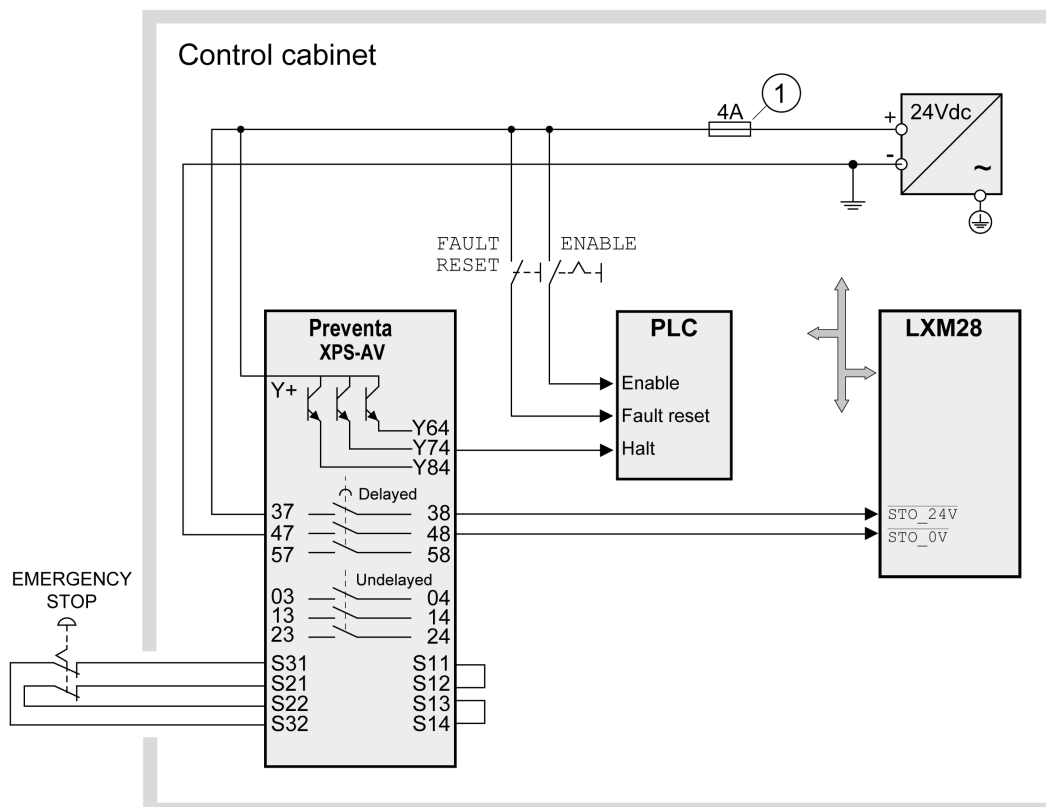 Control cabinet
1
4A
+
24Vdc
-
~
FAULT
RESET
ENABLE
Preventa
XPS-AV
PLC
LXM28
Y+
Enable
Fault reset
Y64
Y74
Halt
Y84
Delayed
37
38
STO_24V
47
48
STO_0V
57
58
EMERGENCY
STOP
Undelayed
03
04
13
14
23
24
S31
S11
S21
S12
S22
S13
S32
S14